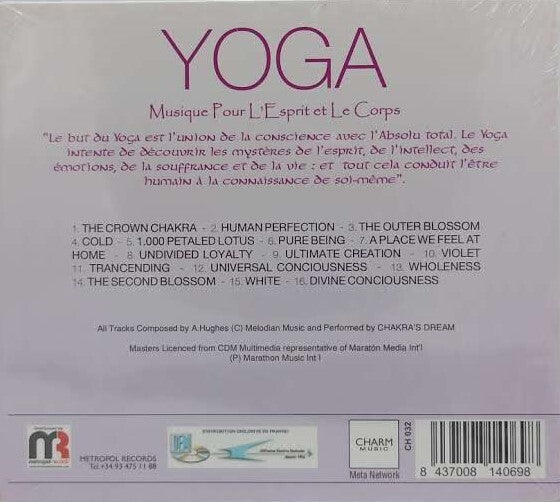 YOGA
Musique Pour L'Esprit et Le Corps
"Le but du Yoga est l'union de la conscience avec l'Absolu total. Le Yoga
intente de découvrir les mystères de l'esprit, de l'intellect, des
émotions, de la souffrance et de la vie : et tout cela conduit l'être
humain à la connaissance de soi-même".
1. THE CROWN CHAKRA - 2. HUMAN PERFECTION - 3. THE OUTER BLOSSOM
4. COLD - 5. 1.000 PETALED LOTUS - 6. PURE BEING - 7. A PLACE WE FEEL AT
HOME - 8. UNDIVIDED LOYALTY - 9. ULTIMATE CREATION - 10. VIOLET
11. TRANCENDING - 12. UNIVERSAL CONCIOUSNESS - 13. WHOLENESS
14. THE SECOND BLOSSOM - 15. WHITE - 16. DIVINE CONCIOUSNESS
All Tracks Composed by A.Hughes (C) Melodian Music and Performed by CHAKRA'S DREAM
Masters Licenced from CDM Multimedia representative of Maratón Media Int'l
(P) Marathon Music Int l
METROPOL RECORDS
Tel.+34 93 475 11 88
CHARM
MUSIC
Meta Network
CH 032
8 437008 140698